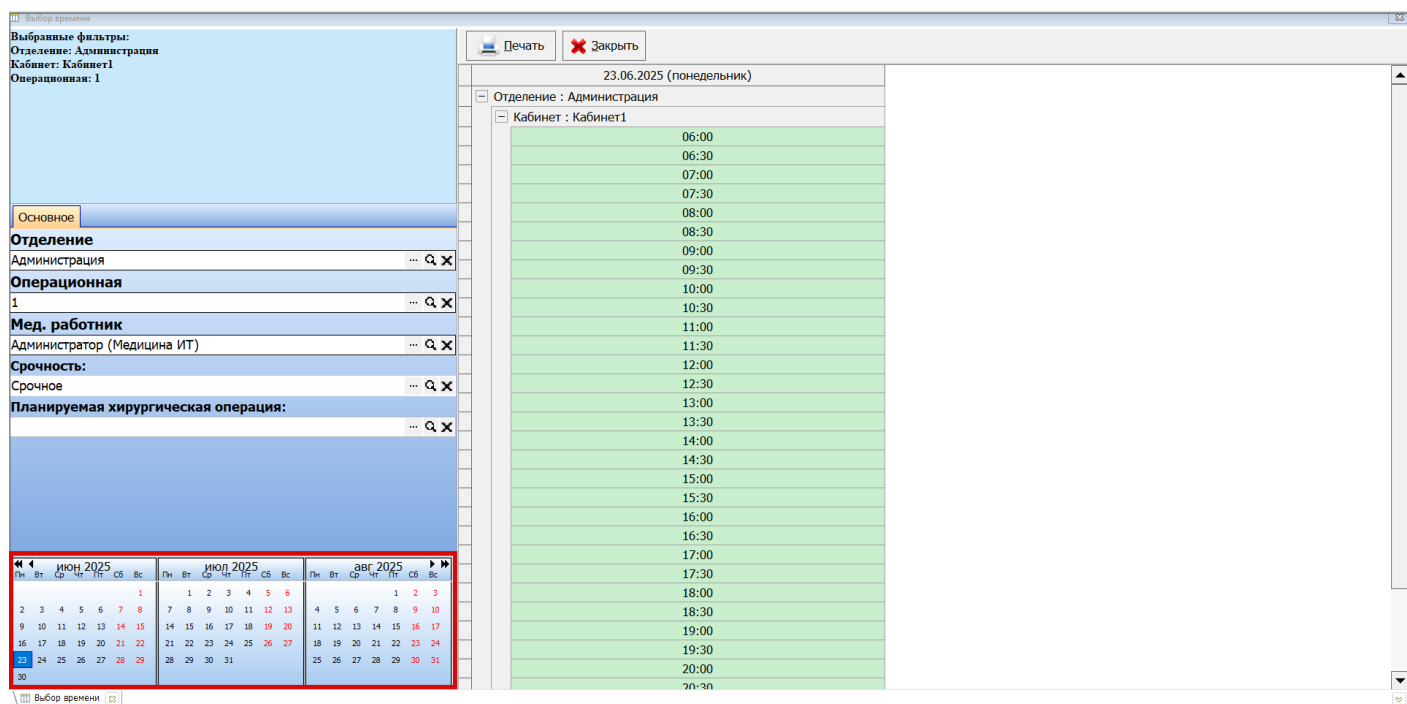 Выбор времени
Выбранные фильтры:
Отделение: Администрация
Кабинет: Кабинет1
Операционная: 1
Основное
Отделение
Администрация
Операционная
1
Мед. работник
Администратор (Медицина ИТ)
Срочность:
Срочное
Планируемая хирургическая операция:
июн 2025
Пн Вт Ср Чт Пт Сб Вс
1
2 3 4 5 6 7 8
9 10 11 12 13 14 15
16 17 18 19 20 21 22
23 24 25 26 27 28 29
30
июл 2025
Пн Вт Ср Чт Пт Сб Вс
1 2 3 4 5 6
7 8 9 10 11 12 13
14 15 16 17 18 19 20
21 22 23 24 25 26 27
28 29 30 31
авг 2025
Пн Вт Ср Чт Пт Сб Вс
1 2 3
4 5 6 7 8 9 10
11 12 13 14 15 16 17
18 19 20 21 22 23 24
25 26 27 28 29 30 31
Печать Закрыть
23.06.2025 (понедельник)
Отделение : Администрация
Кабинет : Кабинет1
06:00
06:30
07:00
07:30
08:00
08:30
09:00
09:30
10:00
10:30
11:00
11:30
12:00
12:30
13:00
13:30
14:00
14:30
15:00
15:30
16:00
16:30
17:00
17:30
18:00
18:30
19:00
19:30
20:00
20:30
Выбор времени